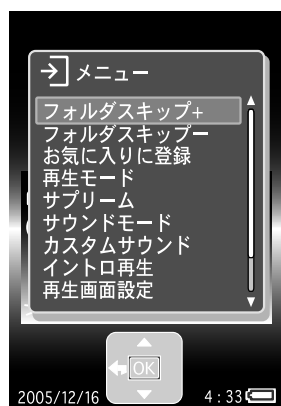 メニュー
フォルダスキップ+
フォルダスキップー
お気に入りに登録
再生モード
サプリーム
サウンドモード
カスタムサウンド
イントロ再生
再生画面設定
OK
2005/12/16
4:33